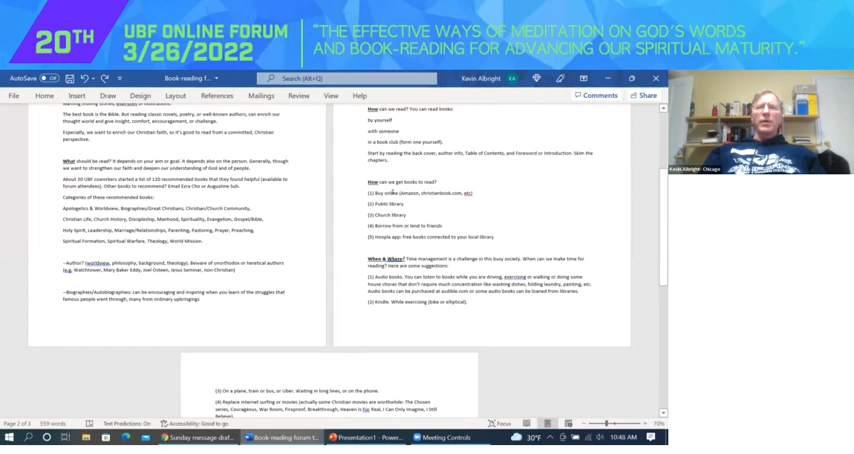 20TH
UBF ONLINE FORUM
3/26/2022
"THE EFFECTIVE WAYS OF MEDITATION ON GOD'S WORDS
AND BOOK-READING FOR ADVANCING OUR SPIRITUAL MATURITY."
AutoSave Off
Book-reading f...
Search (Alt+Q)
Kevin Albright
KA
File Home Insert Draw Design Layout References Mailings Review View Help
Comments Share
The best book is the Bible. But reading classic novels, poetry, or well-known authors, can enrich our
thought world and give insight, comfort, encouragement, or challenge.
Especially, we want to enrich our Christian faith, so it's good to read from a committed, Christian
perspective.
What should be read? It depends on your aim or goal. It depends also on the person. Generally, though
we want to strengthen our faith and deepen our understanding of God and of people.
About 30 UBF coworkers started a list of 120 recommended books that they found helpful (available to
forum attendees). Other books to recommend? Email Ezra Cho or Augustine Suh.
Categories of these recommended books:
Apologetics & Worldview, Biographies/Great Christians, Christian/Church Community,
Christian Life, Church History, Discipleship, Manhood, Spirituality, Evangelism, Gospel/Bible,
Holy Spirit, Leadership, Marriage/Relationships, Parenting, Pastoring, Prayer, Preaching,
Spiritual Formation, Spiritual Warfare, Theology, World Mission.
--Author? (worldview, philosophy, background, theology). Beware of heterodox or heretical authors
(e.g. Watchtower, Mary Baker Eddy, Joel Osteen, Jesus Seminar, non-Christian)
--Biographies/Autobiographies: can be encouraging and inspiring when you learn of the struggles that
famous people went through, many from ordinary upbringings
How can we read? You can read books:
by yourself
with someone
in a book club (form one yourself).
Start by reading the back cover, author info, Table of Contents, and Foreword or Introduction. Skim the
chapters.
How can we get books to read?
(1) Buy online (Amazon, christianbook.com, etc)
(2) Public library
(3) Church library
(4) Borrow from or lend to friends
(5) Hoopla app: free books connected to your local library
When & Where? Time management is a challenge in this busy society. When can we make time for
reading? Here are some suggestions:
(1) Audio books. You can listen to books while you are driving, exercising or walking or doing some
house chores that don't require much concentration like washing dishes, folding laundry, painting, etc.
Audio books can be purchased at audible.com or some audio books can be loaned from libraries.
(2) Kindle. While exercising (bike or elliptical).
(3) On a plane, train or bus, or Uber. Waiting in long lines, or on the phone.
(4) Replace internet surfing or movies (actually some Christian movies are worthwhile: The Chosen
series, Courageous, War Room, Fireproof, Breakthrough, Heaven Is For Real, I Can Only Imagine, I Still
Believe)
Kevin Albright- Chicago
Page 2 of 3 559 words Text Predictions: On Accessibility: Good to go Focus 70%
Sunday message draf... Book-reading forum t... Presentation1 - Power... Meeting Controls 30°F 10:48 AM